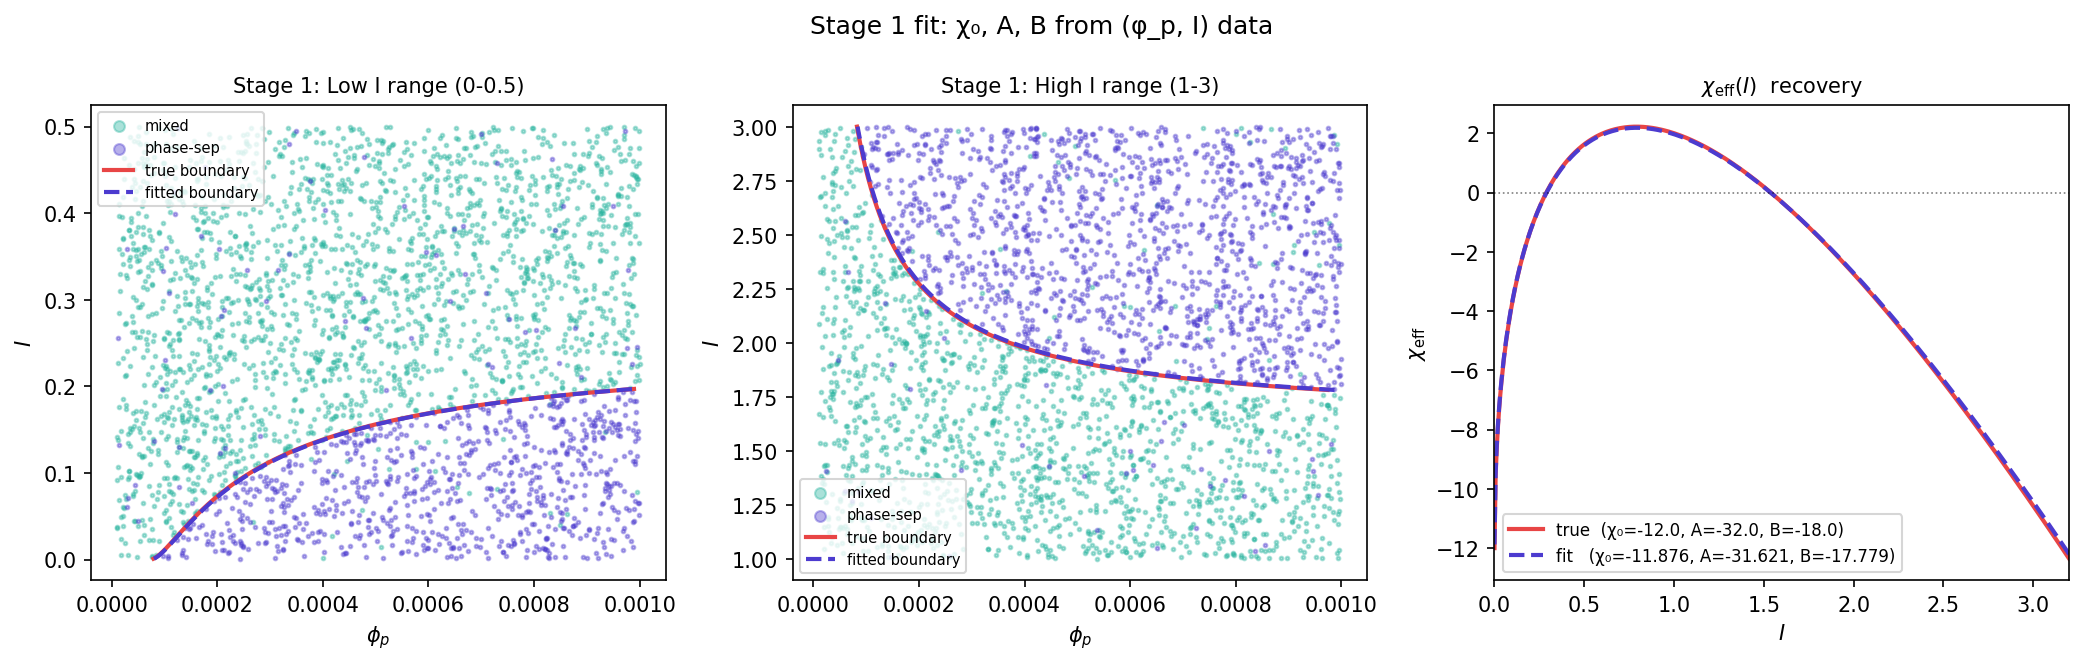 Stage 1 fit: χ₀, A, B from (φ_p, I) data
Stage 1: Low I range (0-0.5)
0.5
0.4
0.3
0.2
0.1
0.0
I
mixed
phase-sep
true boundary
fitted boundary
0.0000 0.0002 0.0004 0.0006 0.0008 0.0010
ϕₚ
Stage 1: High I range (1-3)
3.00
2.75
2.50
2.25
2.00
1.75
1.50
1.25
1.00
I
mixed
phase-sep
true boundary
fitted boundary
0.0000 0.0002 0.0004 0.0006 0.0008 0.0010
ϕₚ
χeff(I) recovery
2
0
−2
−4
−6
−8
−10
−12
χeff
true (χ₀=-12.0, A=-32.0, B=-18.0)
fit (χ₀=-11.876, A=-31.621, B=-17.779)
0.0 0.5 1.0 1.5 2.0 2.5 3.0
I